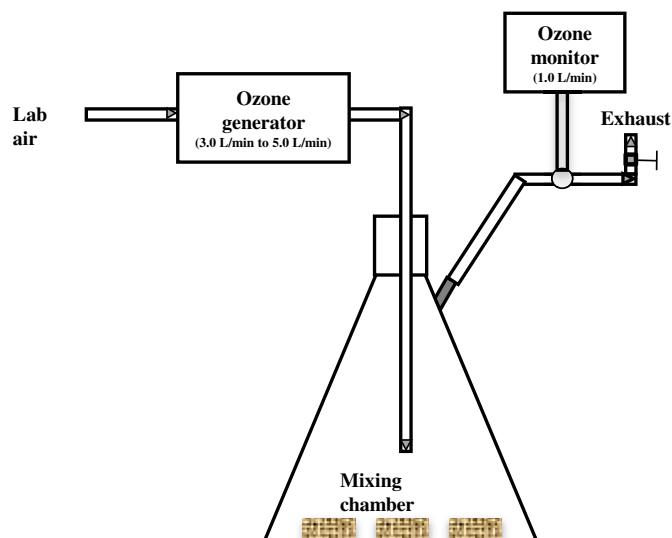 Ozone
monitor
(1.0 L/min)
Lab
air
Ozone
generator
(3.0 L/min to 5.0 L/min)
Exhaust
Mixing
chamber